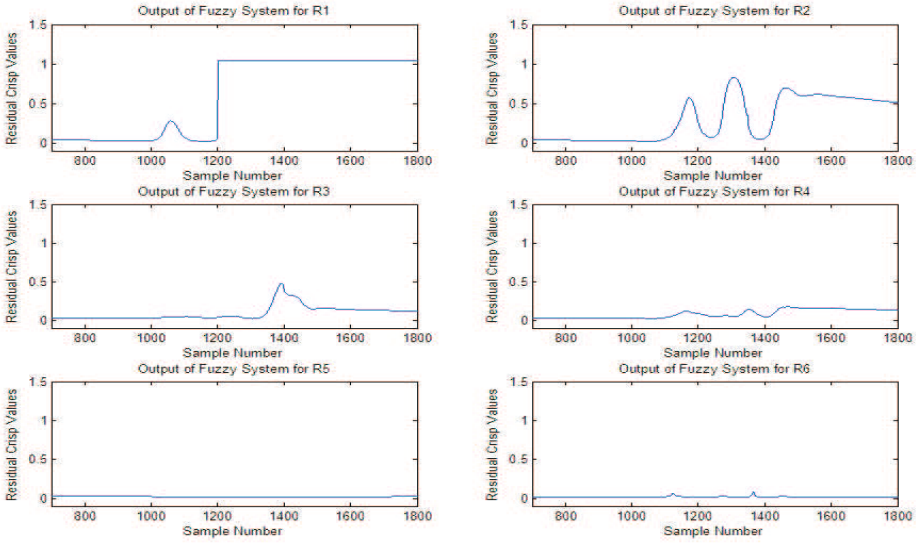 Output of Fuzzy System for R1
Residual Crisp Values
1.5
1
0.5
0
800 1000 1200 1400 1600 1800
Sample Number
Output of Fuzzy System for R2
Residual Crisp Values
1.5
1
0.5
0
800 1000 1200 1400 1600 1800
Sample Number
Output of Fuzzy System for R3
Residual Crisp Values
1.5
1
0.5
0
800 1000 1200 1400 1600 1800
Sample Number
Output of Fuzzy System for R4
Residual Crisp Values
1.5
1
0.5
0
800 1000 1200 1400 1600 1800
Sample Number
Output of Fuzzy System for R5
Residual Crisp Values
1.5
1
0.5
0
800 1000 1200 1400 1600 1800
Sample Number
Output of Fuzzy System for R6
Residual Crisp Values
1.5
1
0.5
0
800 1000 1200 1400 1600 1800
Sample Number